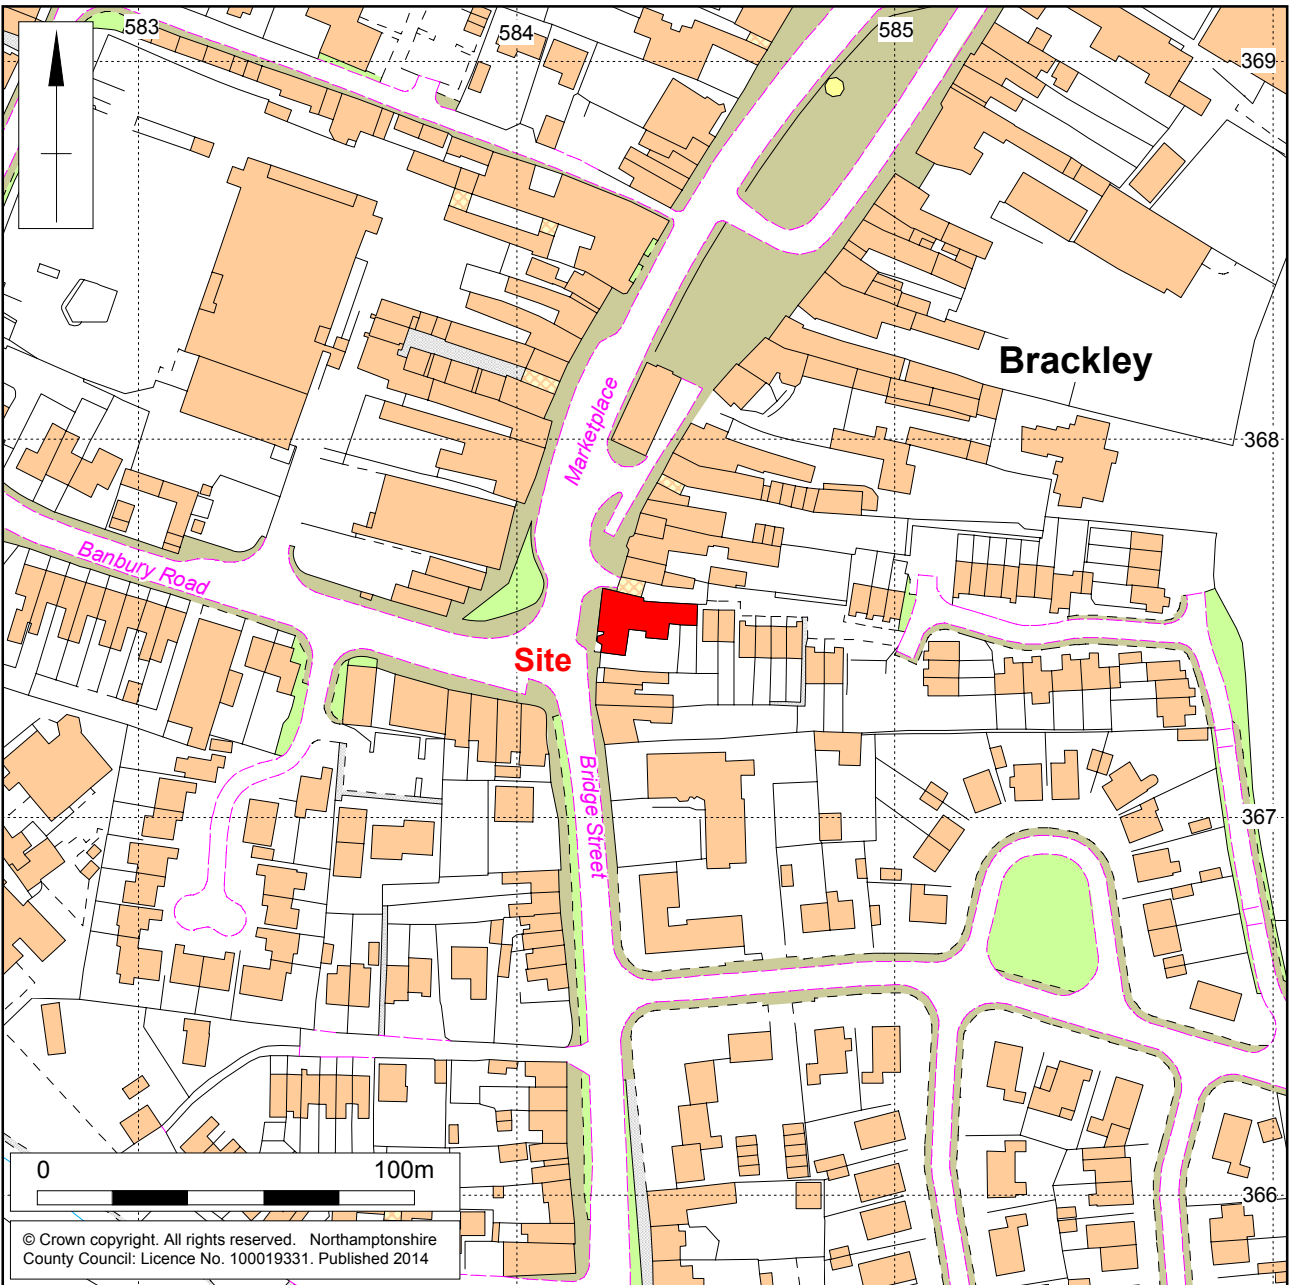 583
584
585
369
Brackley
Marketplace
368
Banbury Road
Site
Bridge Street
367
366
0 100m
© Crown copyright. All rights reserved. Northamptonshire
County Council: Licence No. 100019331. Published 2014